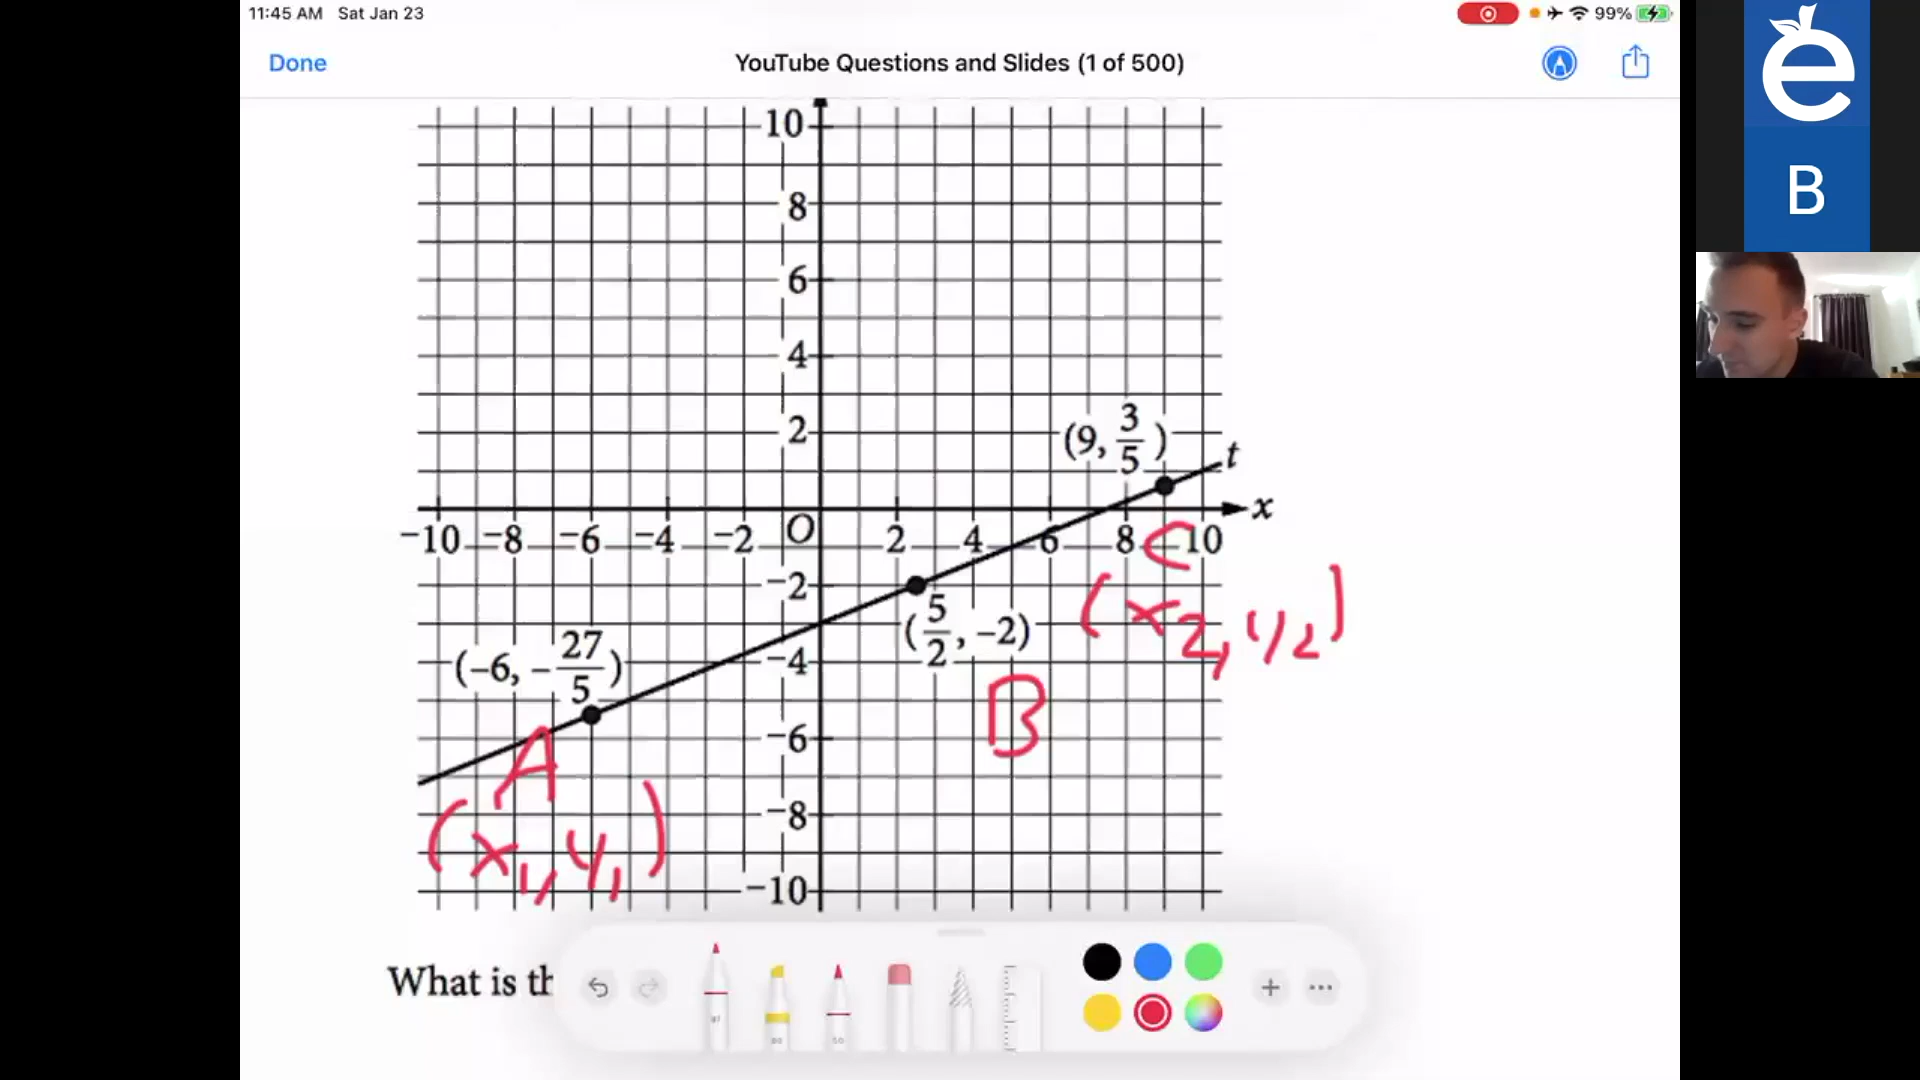 11:45 AM Sat Jan 23
99%
Done
YouTube Questions and Slides (1 of 500)
e
B
10
8
6
4
2
(9, 3/5)
t
x
−10 −8 −6 −4 −2 O 2 4 6 8 10
C
−2
(5/2, −2)
(x2, y2)
(−6, −27/5)
−4
B
−6
A
−8
(x1, y1)
−10
What is th